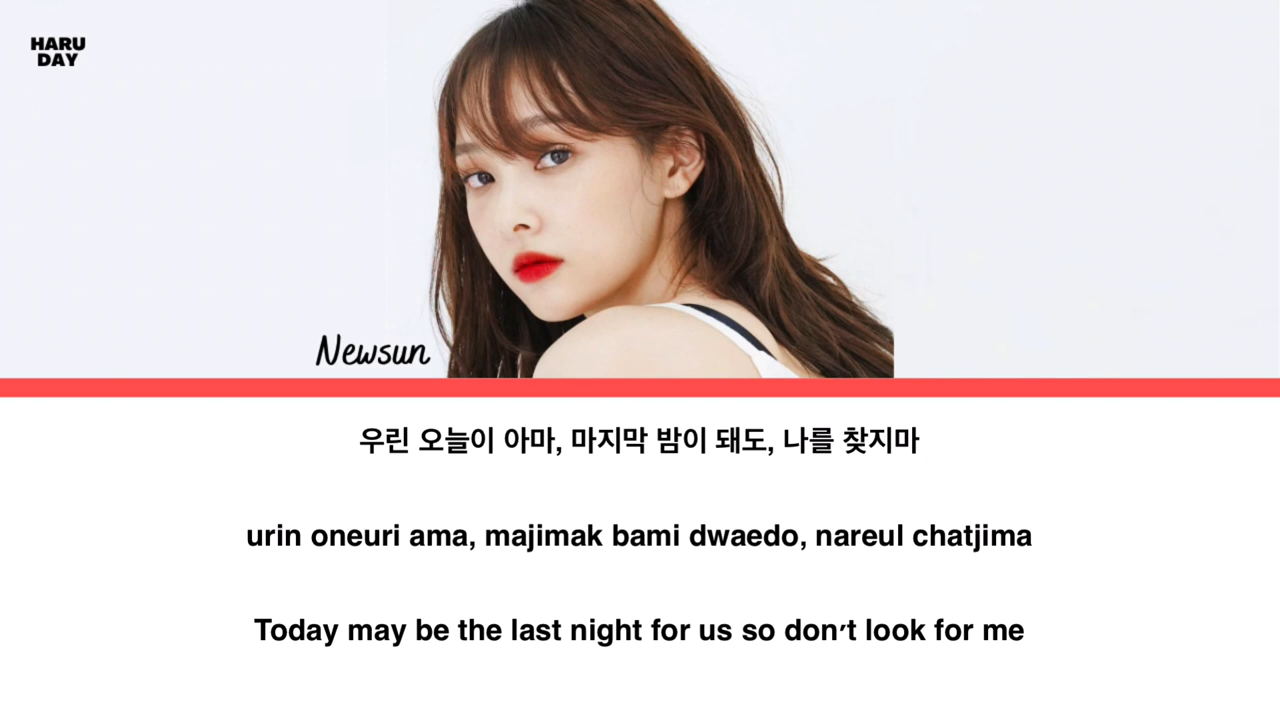 HARU
DAY
Newsun
우린 오늘이 아마, 마지막 밤이 돼도, 나를 찾지마
urin oneuri ama, majimak bami dwaedo, nareul chatjima
Today may be the last night for us so don't look for me